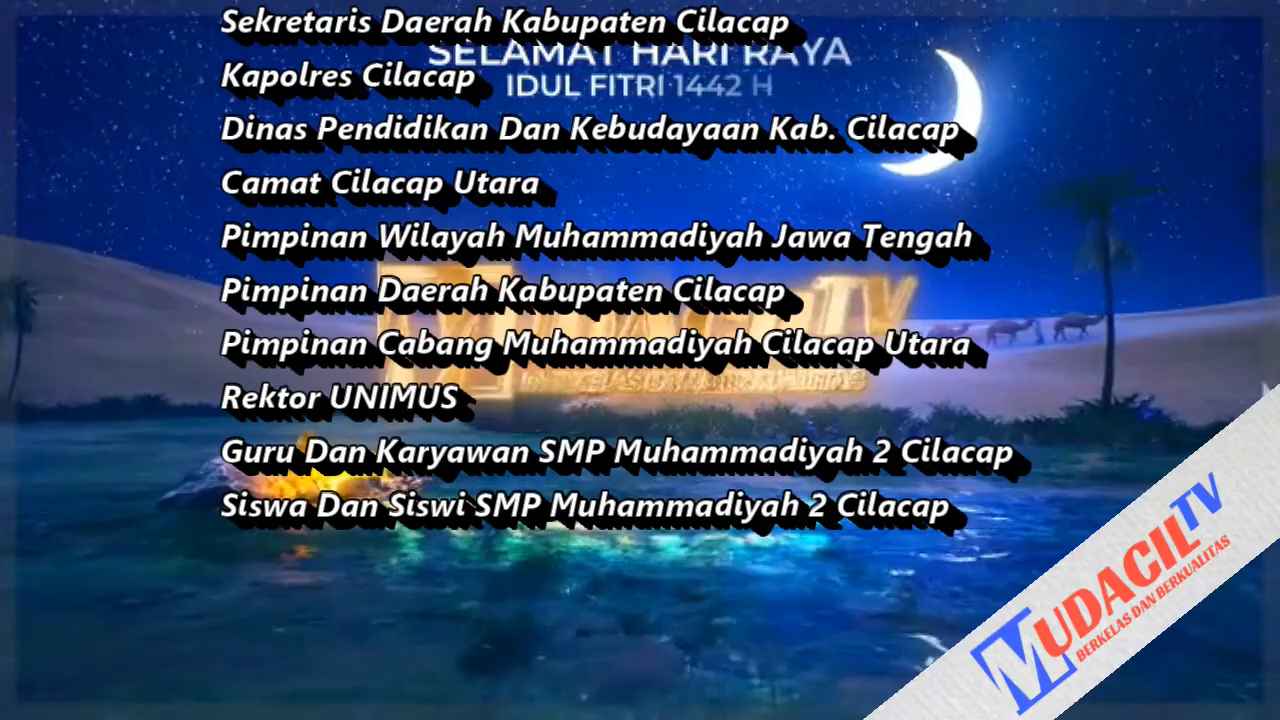 Sekretaris Daerah Kabupaten Cilacap
SELAMAT HARI RAYA
Kapolres Cilacap
IDUL FITRI 1442 H
Dinas Pendidikan Dan Kebudayaan Kab. Cilacap
Camat Cilacap Utara
Pimpinan Wilayah Muhammadiyah Jawa Tengah
Pimpinan Daerah Kabupaten Cilacap
Pimpinan Cabang Muhammadiyah Cilacap Utara
Rektor UNIMUS
Guru Dan Karyawan SMP Muhammadiyah 2 Cilacap
Siswa Dan Siswi SMP Muhammadiyah 2 Cilacap
MUDACIL TV
BERKELAS DAN BERKUALITAS